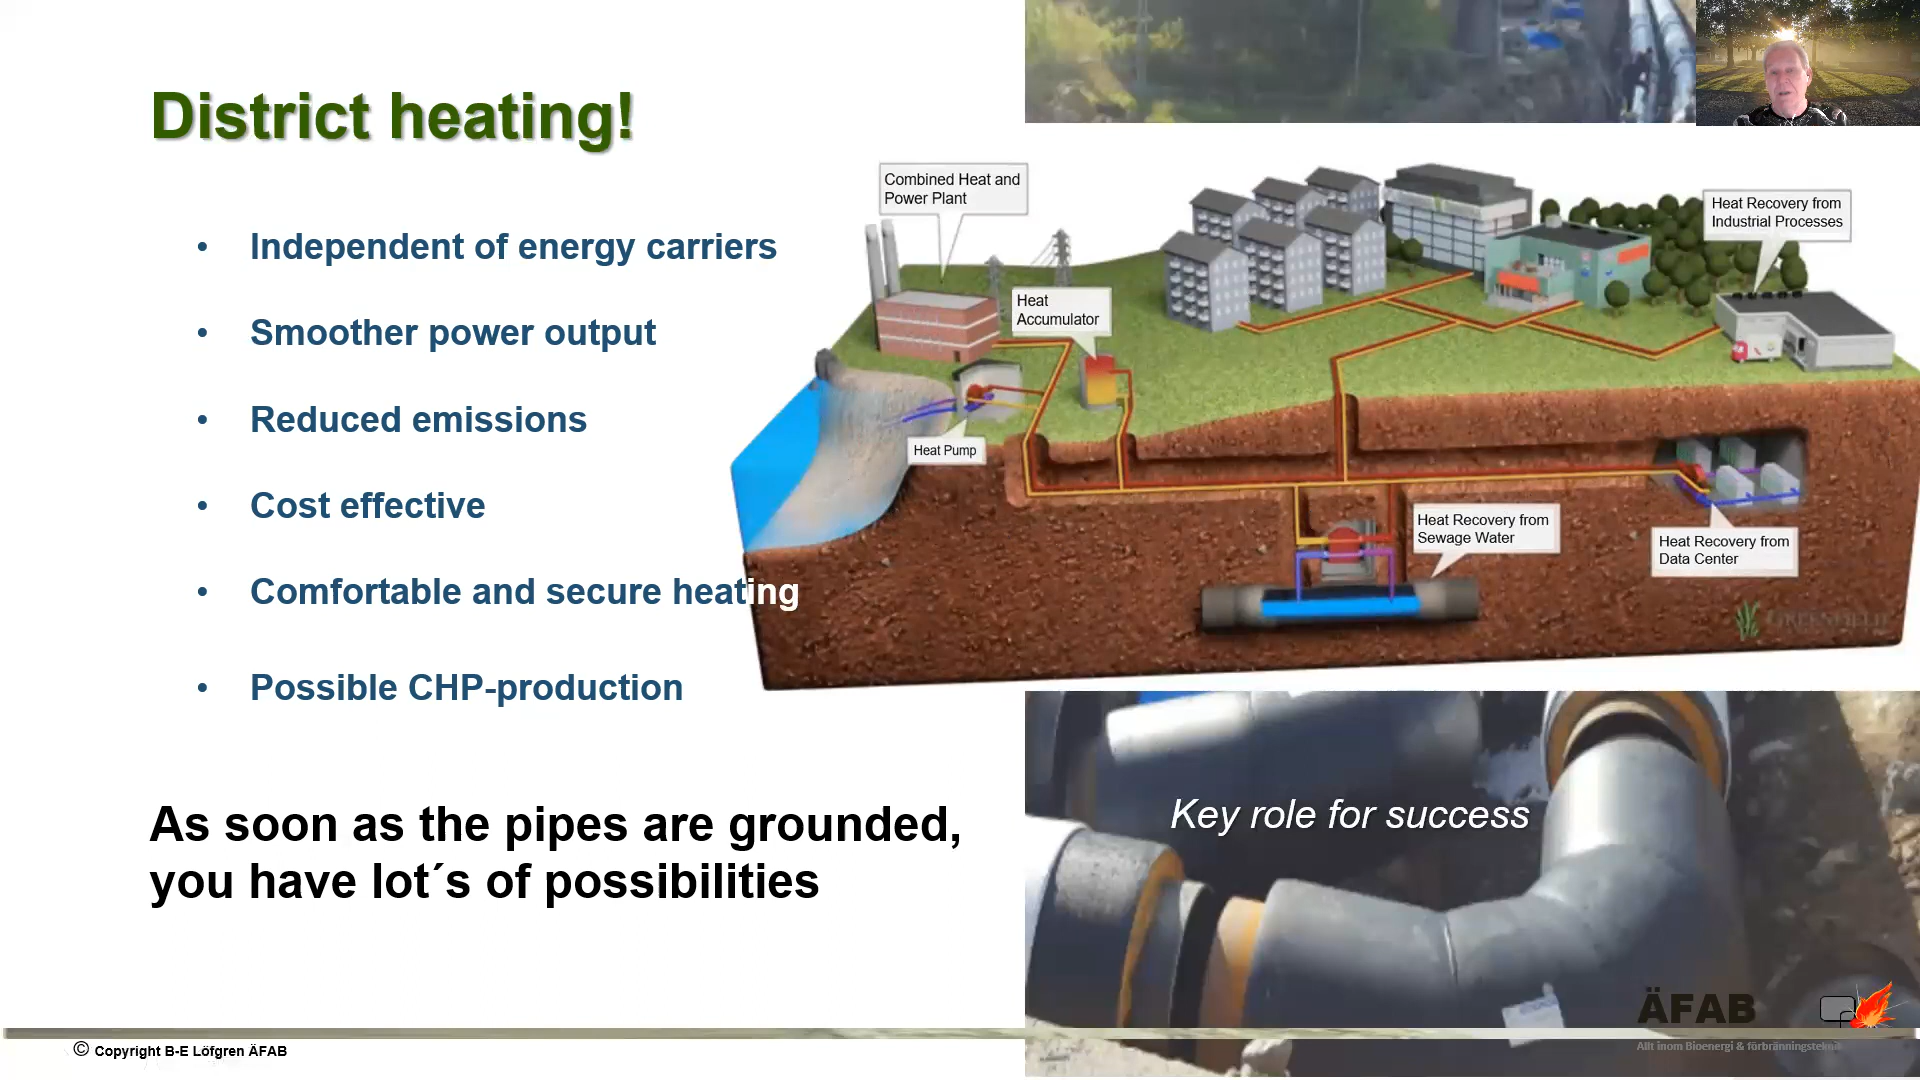 District heating!
• Independent of energy carriers
• Smoother power output
• Reduced emissions
• Cost effective
• Comfortable and secure heating
• Possible CHP-production
As soon as the pipes are grounded,
you have lot´s of possibilities
Combined Heat and
Power Plant
Heat
Accumulator
Heat Pump
Heat Recovery from
Industrial Processes
Heat Recovery from
Sewage Water
Heat Recovery from
Data Center
GREENFIELD
Key role for success
ÄFAB
Allt inom Bioenergi & förbränningsteknik
© Copyright B-E Löfgren ÄFAB